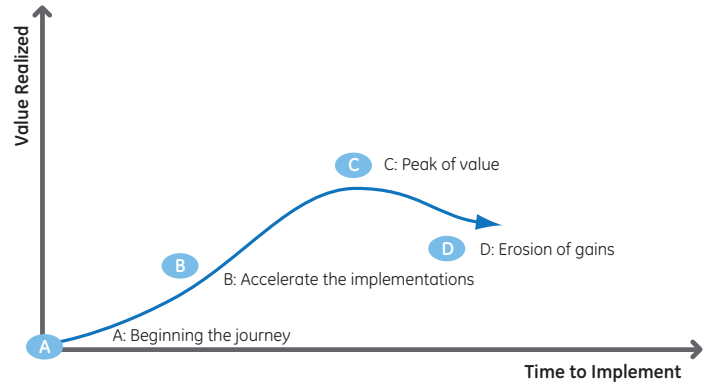 Value Realized
C
C: Peak of value
D
D: Erosion of gains
B
B: Accelerate the implementations
A
A: Beginning the journey
Time to Implement